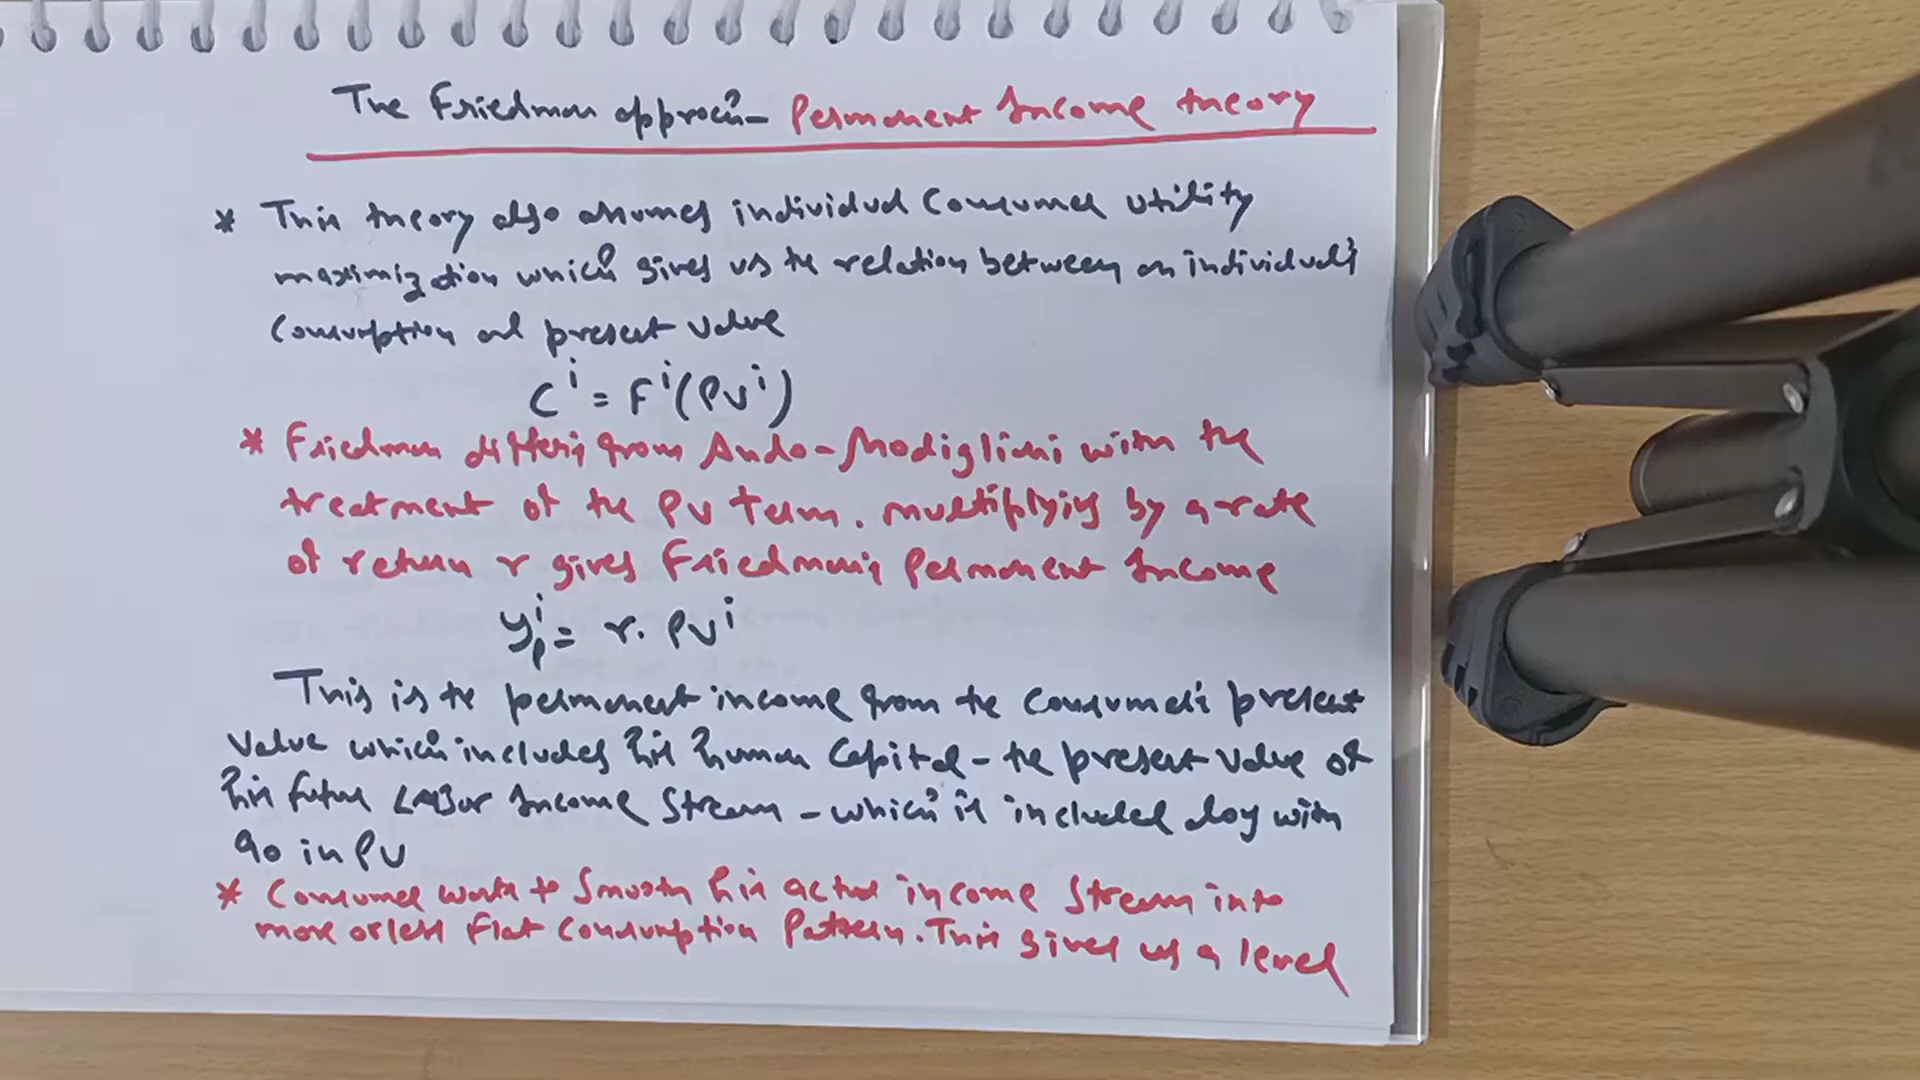 The Friedman approch - Permanent Income theory
* This theory also assumes individual Consumer utility
maximization which gives us the relation between an individual's
Consumption and present value
C^i = F^i(PV^i)
* Friedman differs from Ando-Modigliani with the
treatment of the PV term. multiplying by a rate
of return r gives Friedman's Permanent Income
y_p^i = r. PV^i
This is the permanent income from the Consumer's present
value which includes his human Capital - the present value of
his future Labour Income Stream - which is included along with
a0 in PV
* Consumer wants to Smooth his actual income Stream into
more or less flat Consumption Pattern. This gives us a level